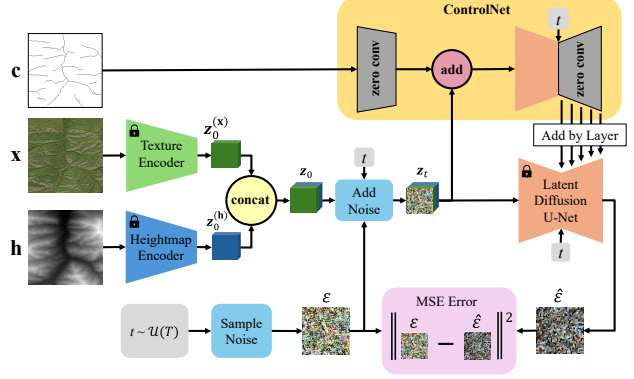 ControlNet
c
zero conv
add
t
zero conv
Add by Layer
x
Texture
Encoder
z₀⁽ˣ⁾
concat
z₀
t
Add
Noise
zₜ
Latent
Diffusion
U-Net
t
h
Heightmap
Encoder
z₀⁽ʰ⁾
t ~ 𝒰(T)
Sample
Noise
ℰ
MSE Error
‖ ℰ − ℰ̂ ‖²
ℰ̂